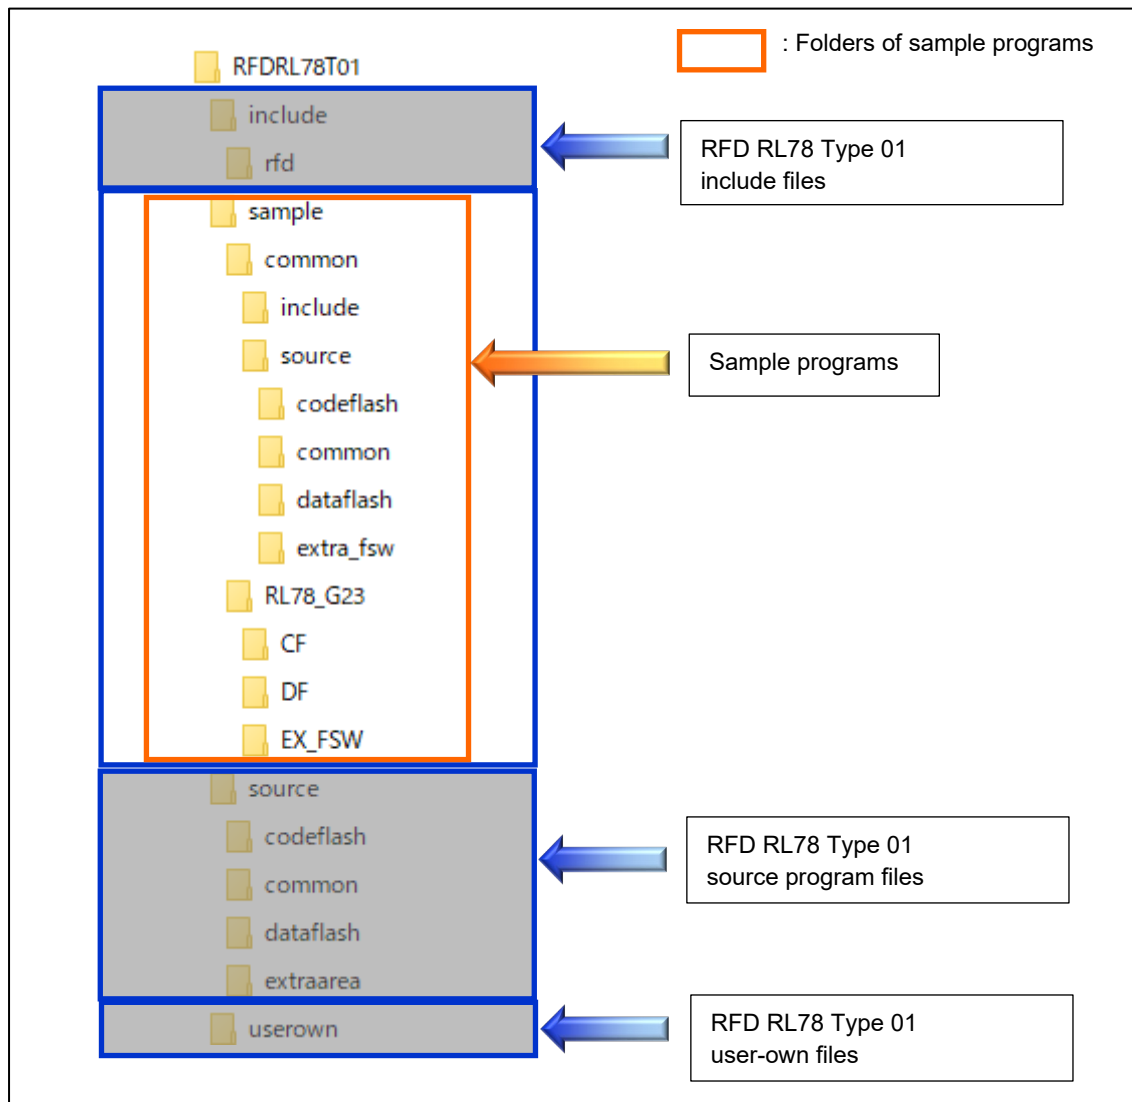 : Folders of sample programs
RFDRL78T01
include
rfd
RFD RL78 Type 01
include files
sample
common
include
source
codeflash
common
dataflash
extra_fsw
RL78_G23
CF
DF
EX_FSW
Sample programs
source
codeflash
common
dataflash
extraarea
RFD RL78 Type 01
source program files
userown
RFD RL78 Type 01
user-own files